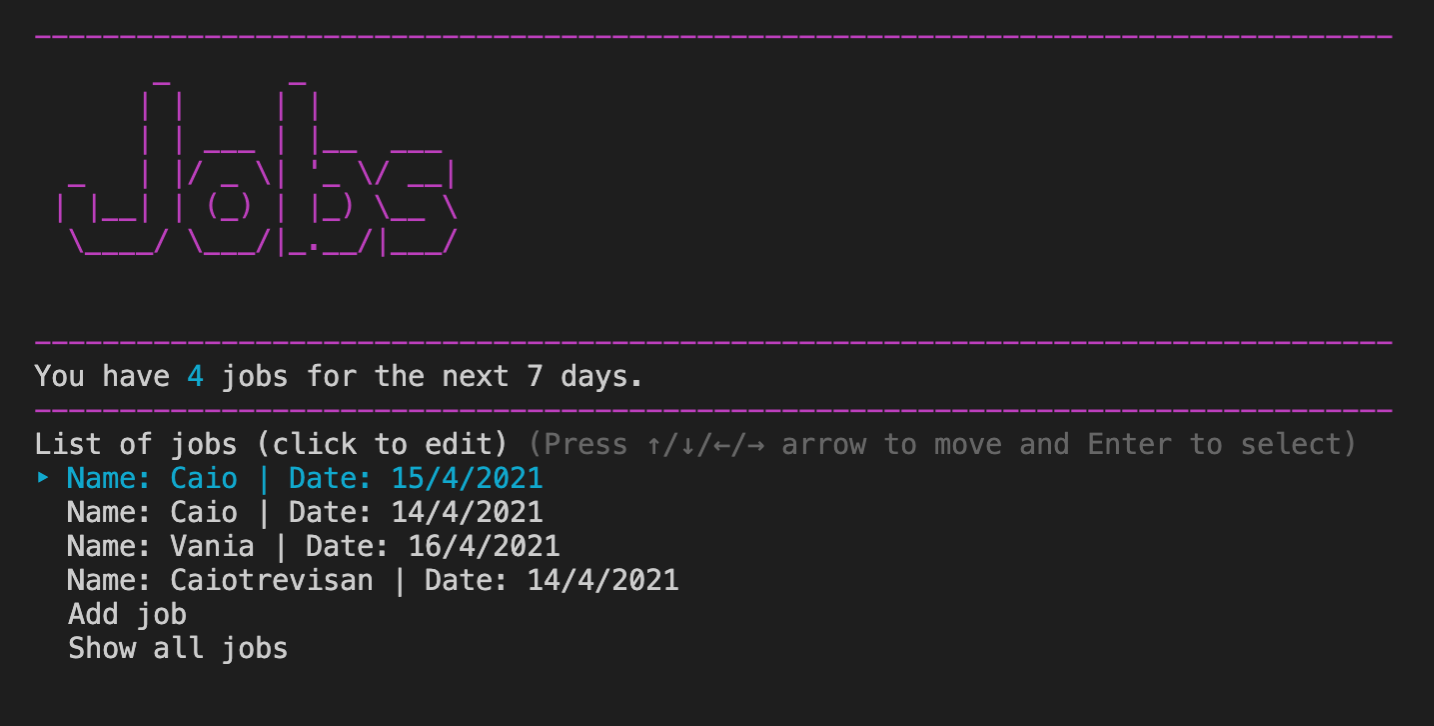 Jobs
You have 4 jobs for the next 7 days.
List of jobs (click to edit) (Press ↑/↓/←/→ arrow to move and Enter to select)
‣ Name: Caio | Date: 15/4/2021
Name: Caio | Date: 14/4/2021
Name: Vania | Date: 16/4/2021
Name: Caiotrevisan | Date: 14/4/2021
Add job
Show all jobs